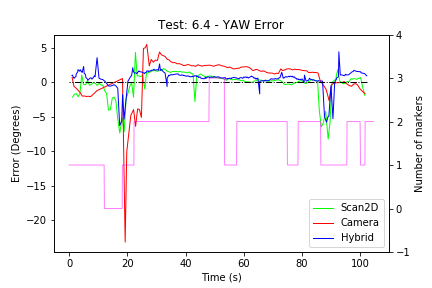 Test: 6.4 - YAW Error
Error (Degrees)
5
0
−5
−10
−15
−20
4
3
2
1
0
−1
Number of markers
Scan2D
Camera
Hybrid
0
20
40
60
80
100
Time (s)